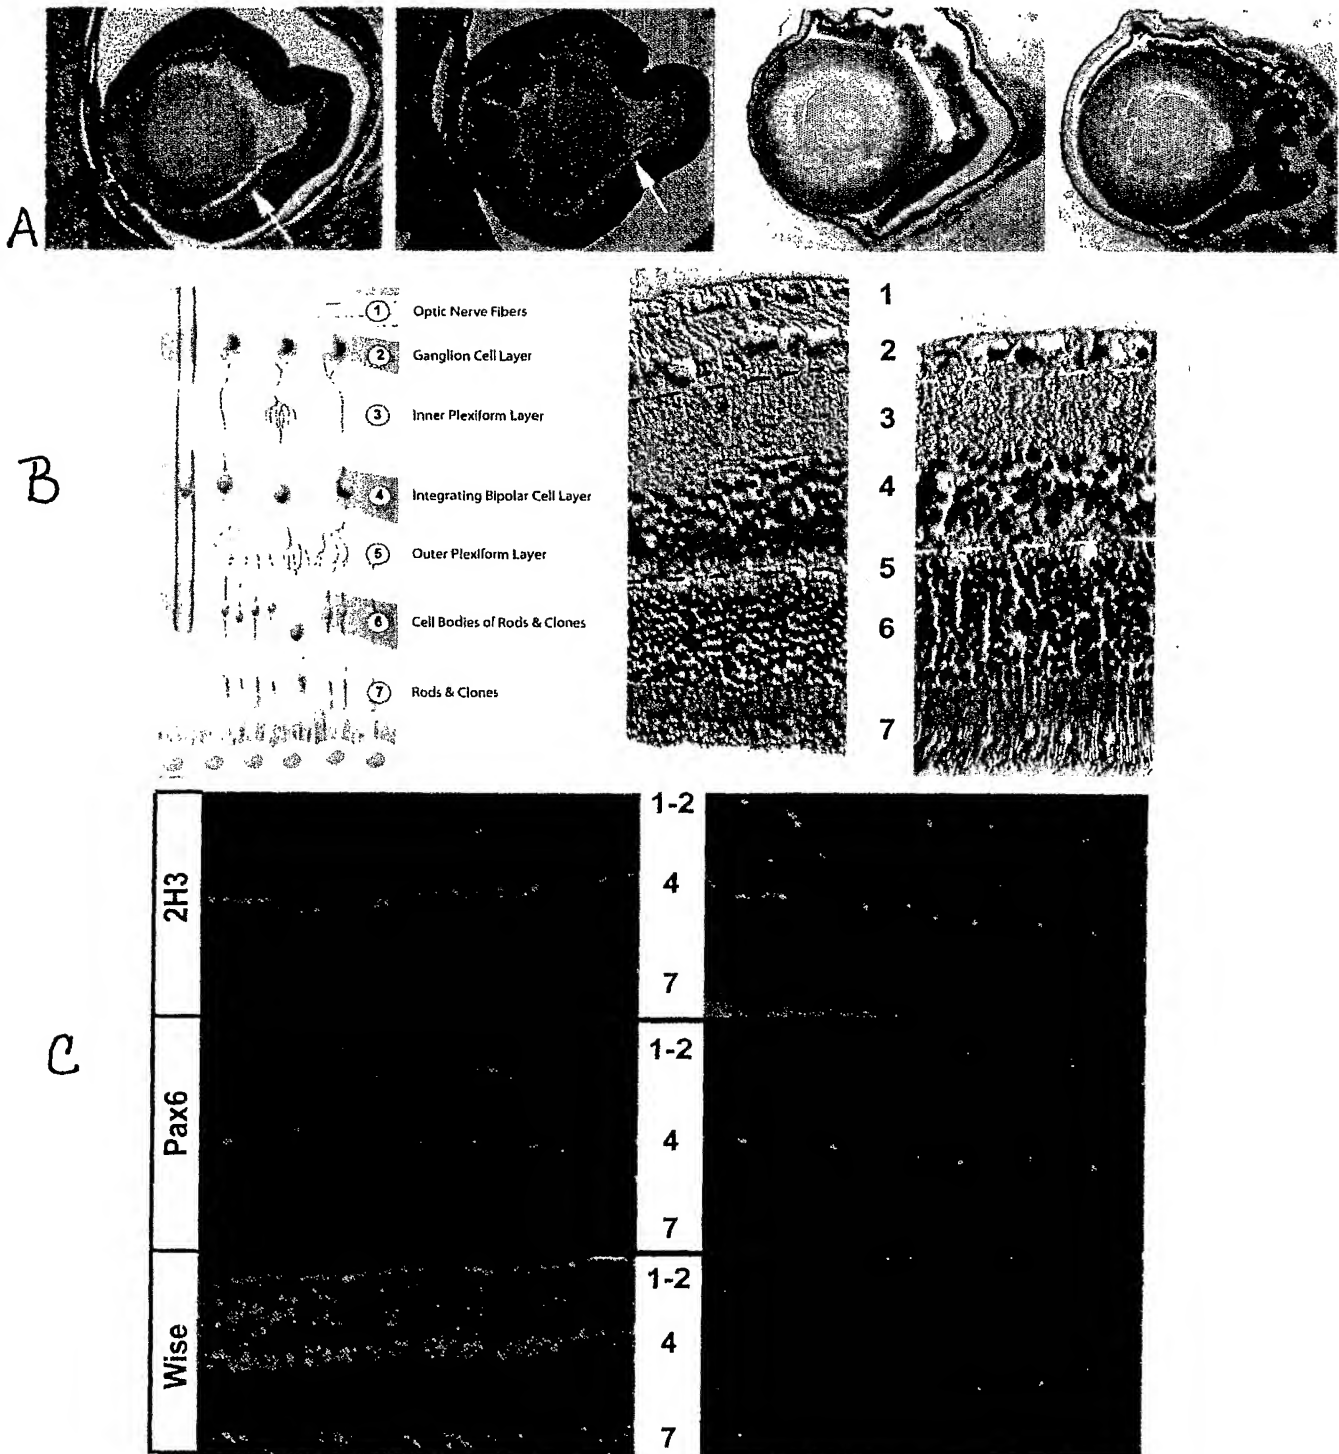 A
B
1 Optic Nerve Fibers
2 Ganglion Cell Layer
3 Inner Plexiform Layer
4 Integrating Bipolar Cell Layer
5 Outer Plexiform Layer
6 Cell Bodies of Rods & Clones
7 Rods & Clones
1
2
3
4
5
6
7
C
2H3
1-2
4
7
Pax6
1-2
4
7
Wise
1-2
4
7